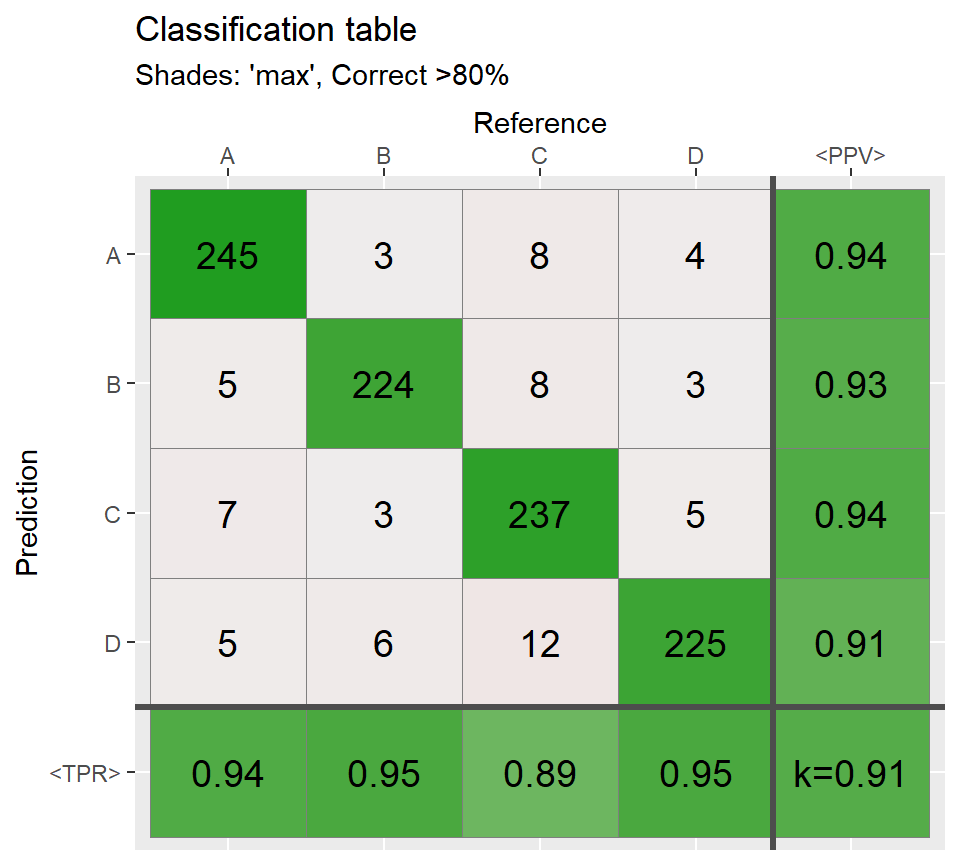 Classification table
Shades: 'max', Correct >80%
Reference
A B C D <PPV>
A 245 3 8 4 0.94
B 5 224 8 3 0.93
C 7 3 237 5 0.94
D 5 6 12 225 0.91
<TPR> 0.94 0.95 0.89 0.95 k=0.91
Prediction